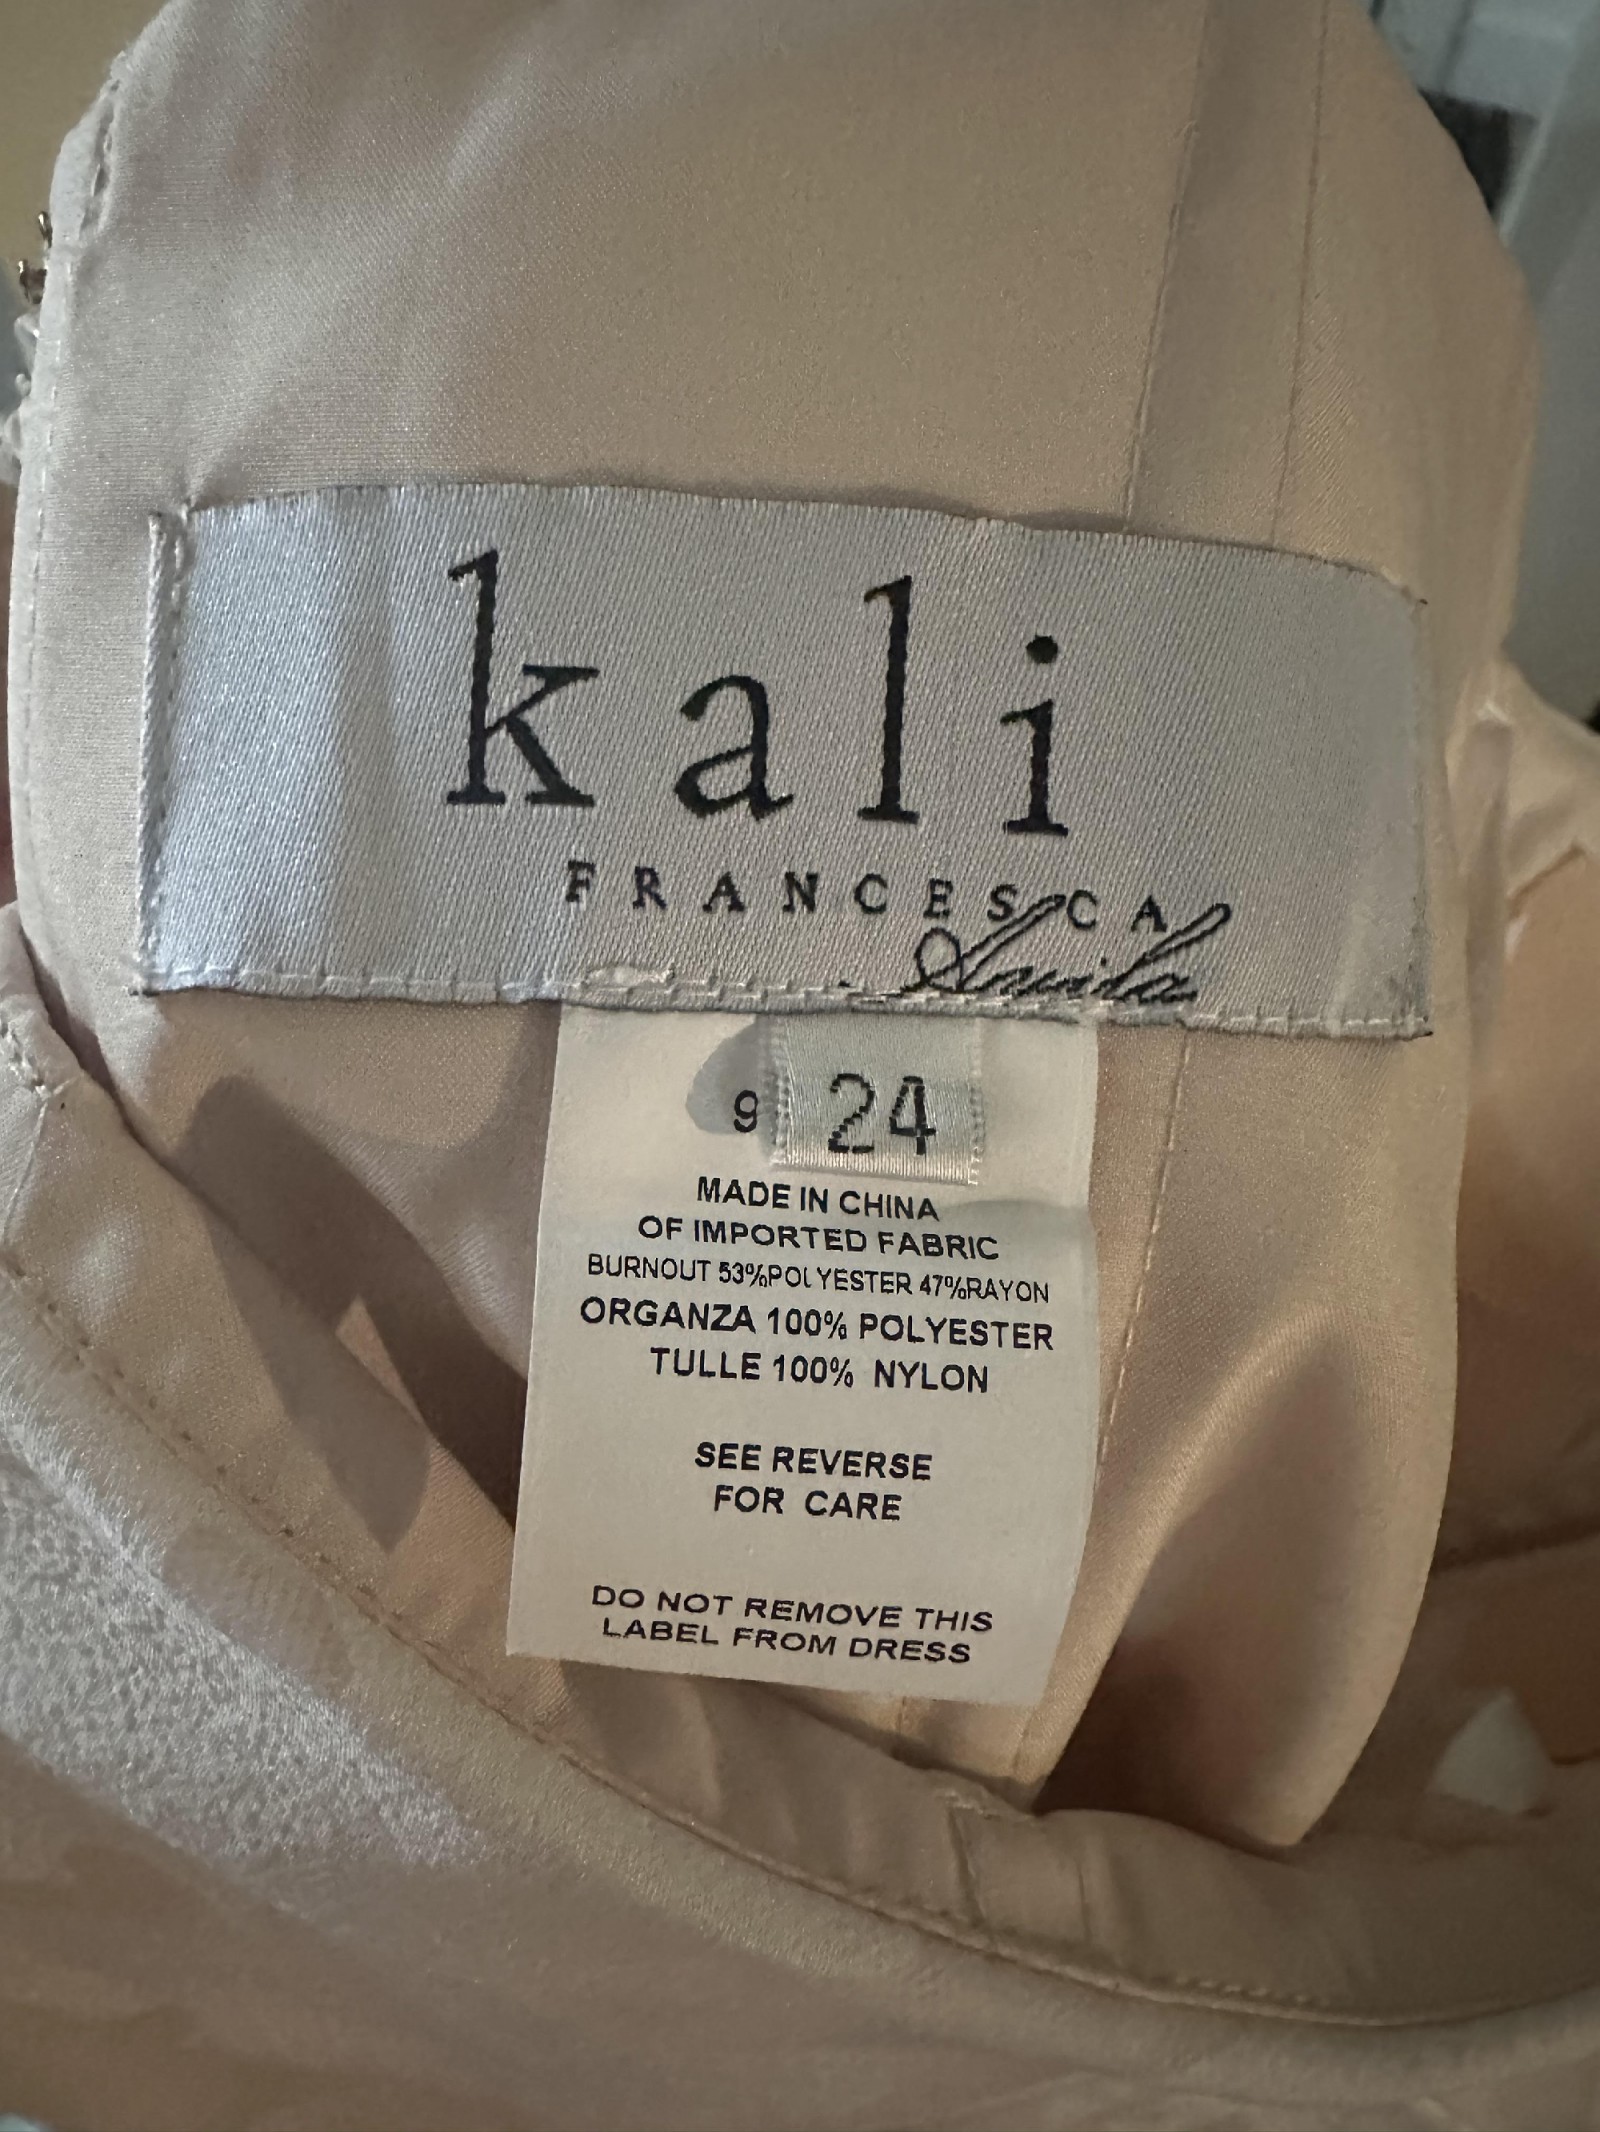 kali
FRANCESCA
9 24
MADE IN CHINA
OF IMPORTED FABRIC
BURNOUT 53%POLYESTER 47%RAYON
ORGANZA 100% POLYESTER
TULLE 100% NYLON
SEE REVERSE
FOR CARE
DO NOT REMOVE THIS
LABEL FROM DRESS